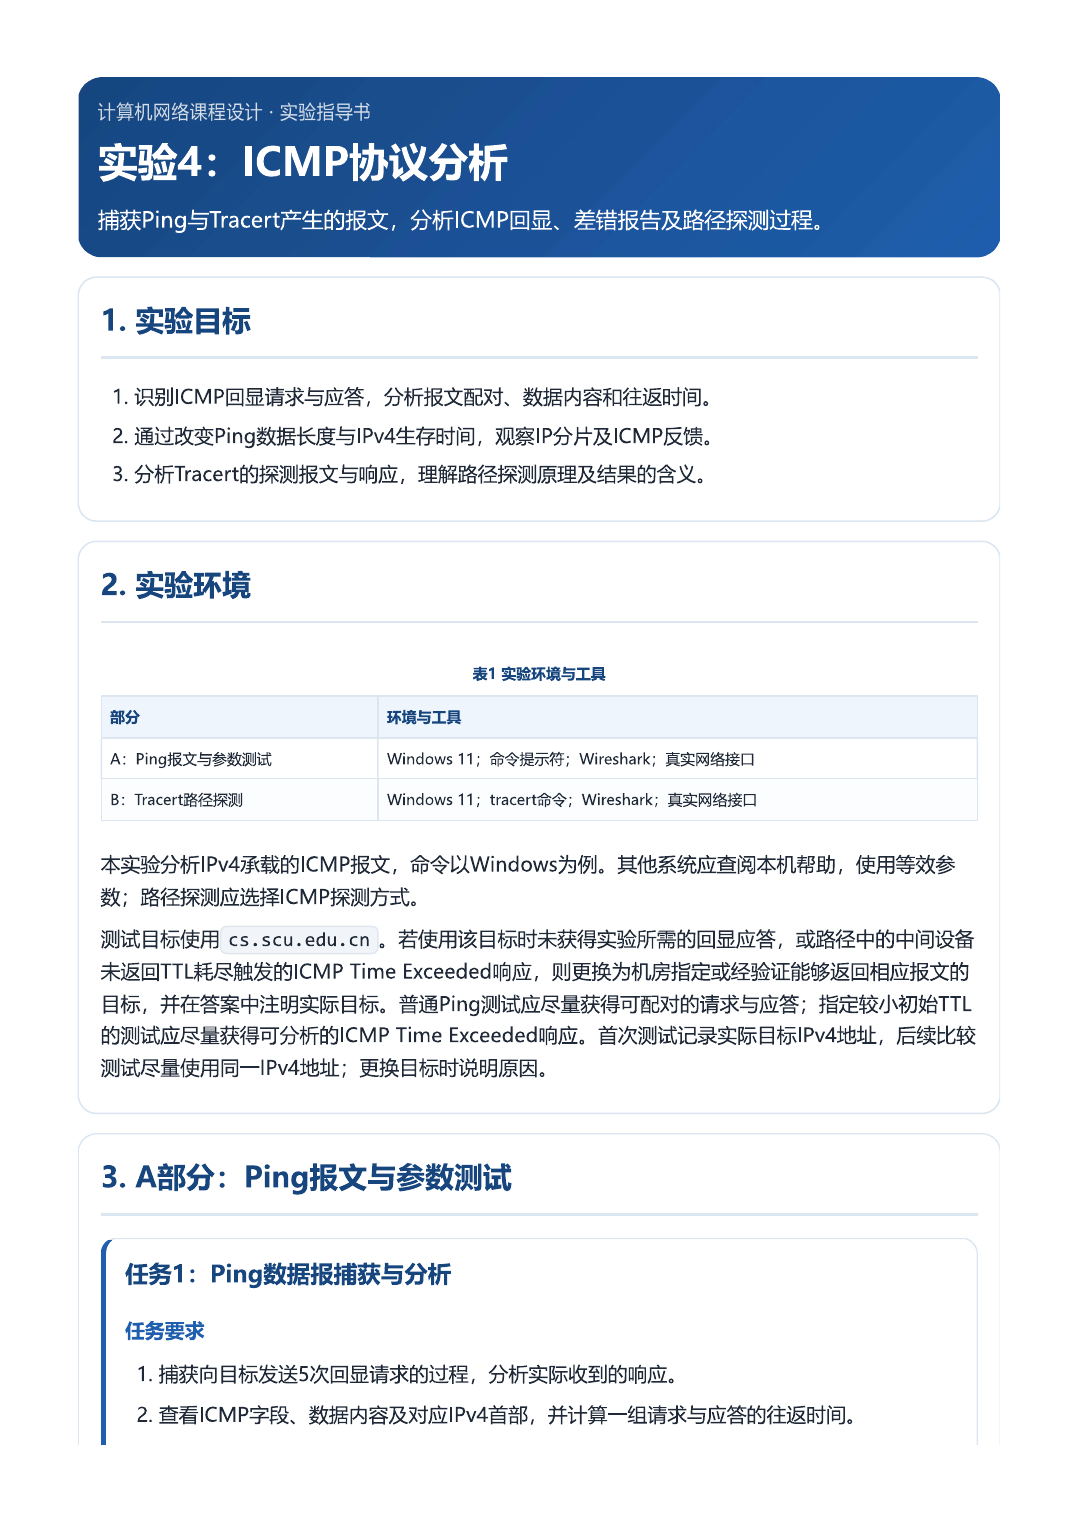 计算机网络课程设计 · 实验指导书
实验4：ICMP协议分析
捕获Ping与Tracert产生的报文，分析ICMP回显、差错报告及路径探测过程。
1. 实验目标
1. 识别ICMP回显请求与应答，分析报文配对、数据内容和往返时间。
2. 通过改变Ping数据长度与IPv4生存时间，观察IP分片及ICMP反馈。
3. 分析Tracert的探测报文与响应，理解路径探测原理及结果的含义。
2. 实验环境
表1 实验环境与工具
部分 环境与工具
A：Ping报文与参数测试 Windows 11；命令提示符；Wireshark；真实网络接口
B：Tracert路径探测 Windows 11；tracert命令；Wireshark；真实网络接口
本实验分析IPv4承载的ICMP报文，命令以Windows为例。其他系统应查阅本机帮助，使用等效参
数；路径探测应选择ICMP探测方式。
测试目标使用 cs.scu.edu.cn 。若使用该目标时未获得实验所需的回显应答，或路径中的中间设备
未返回TTL耗尽触发的ICMP Time Exceeded响应，则更换为机房指定或经验证能够返回相应报文的
目标，并在答案中注明实际目标。普通Ping测试应尽量获得可配对的请求与应答；指定较小初始TTL
的测试应尽量获得可分析的ICMP Time Exceeded响应。首次测试记录实际目标IPv4地址，后续比较
测试尽量使用同一IPv4地址；更换目标时说明原因。
3. A部分：Ping报文与参数测试
任务1：Ping数据报捕获与分析
任务要求
1. 捕获向目标发送5次回显请求的过程，分析实际收到的响应。
2. 查看ICMP字段、数据内容及对应IPv4首部，并计算一组请求与应答的往返时间。